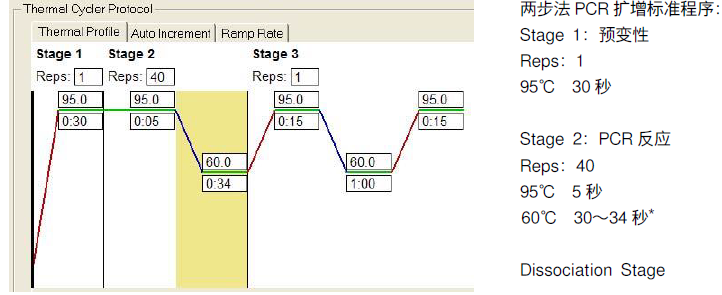 Thermal Cycler Protocol
Thermal Profile Auto Increment Ramp Rate
Stage 1 Stage 2 Stage 3
Reps: 1 Reps: 40 Reps: 1
95.0 95.0 95.0 95.0
0:30 0:05 0:15 0:15
60.0 60.0
0:34 1:00
两步法 PCR 扩增标准程序:
Stage 1：预变性
Reps：1
95℃ 30 秒
Stage 2：PCR 反应
Reps：40
95℃ 5 秒
60℃ 30～34 秒*
Dissociation Stage